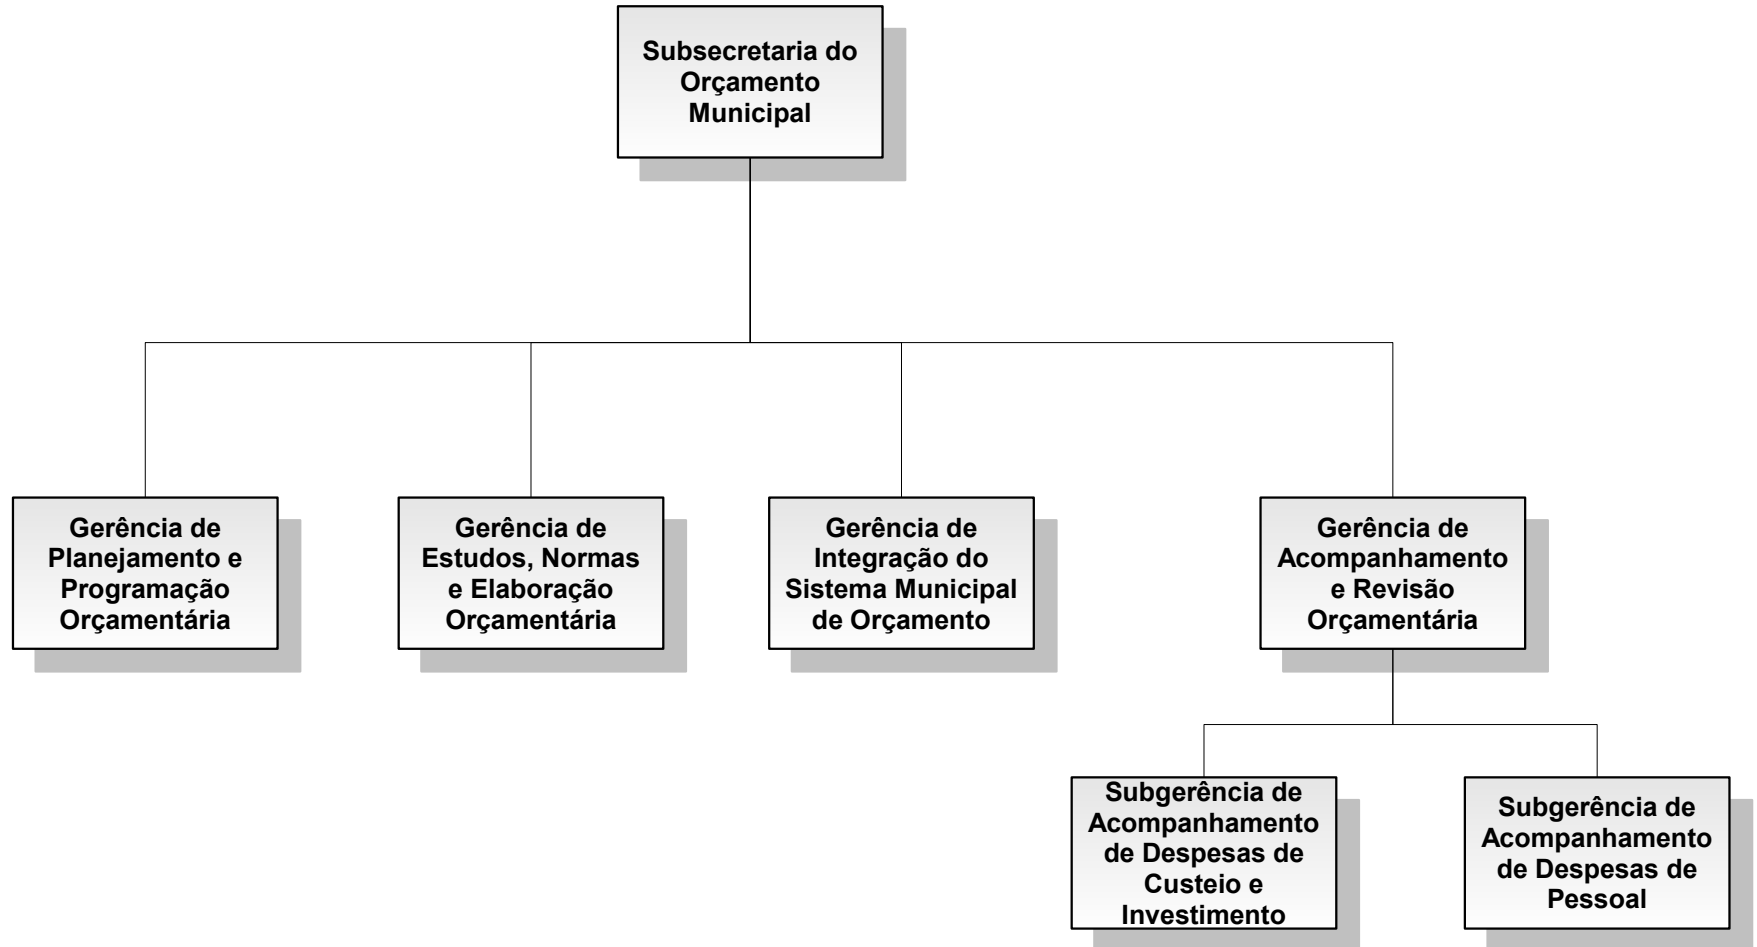 Subsecretaria do
Orçamento
Municipal
Gerência de
Planejamento e
Programação
Orçamentária
Gerência de
Estudos, Normas
e Elaboração
Orçamentária
Gerência de
Integração do
Sistema Municipal
de Orçamento
Gerência de
Acompanhamento
e Revisão
Orçamentária
Subgerência de
Acompanhamento
de Despesas de
Custeio e
Investimento
Subgerência de
Acompanhamento
de Despesas de
Pessoal